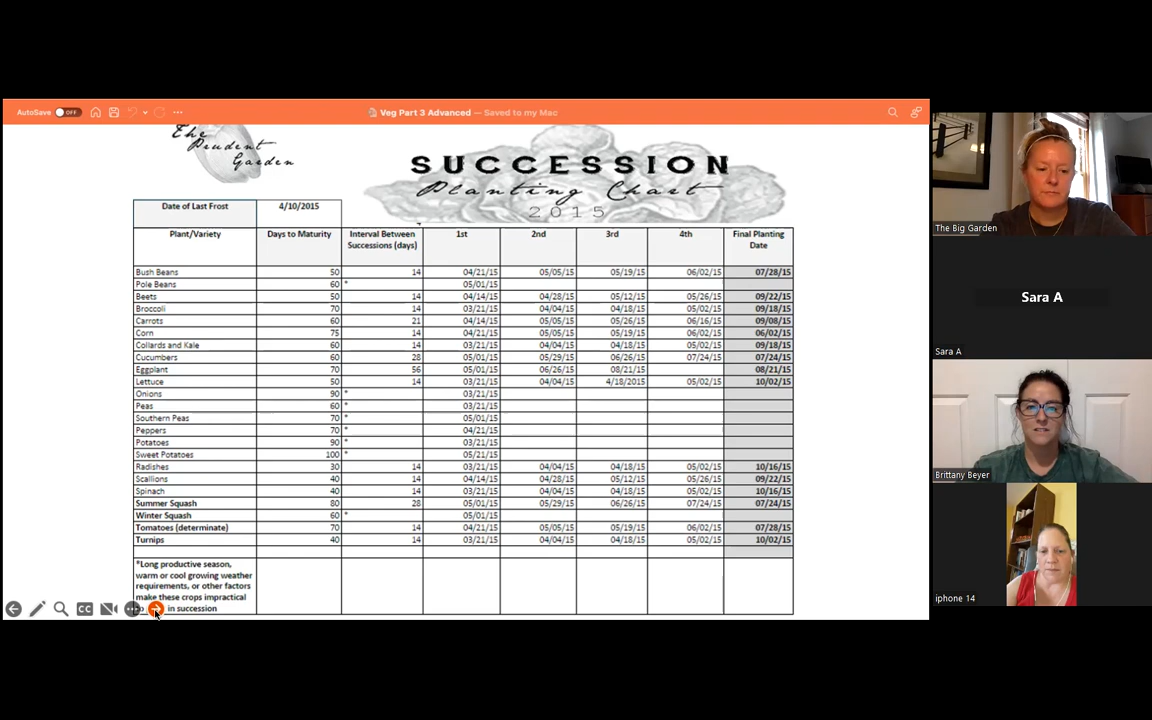 AutoSave OFF
Veg Part 3 Advanced — Saved to my Mac
The
Prudent
Garden
SUCCESSION
Planting Chart
2015
Date of Last Frost 4/10/2015
Plant/Variety Days to Maturity Interval Between Successions (days) 1st 2nd 3rd 4th Final Planting Date
Bush Beans 50 14 04/21/15 05/05/15 05/19/15 06/02/15 07/28/15
Pole Beans 60 * 05/01/15
Beets 50 14 04/14/15 04/28/15 05/12/15 05/26/15 09/22/15
Broccoli 70 14 03/21/15 04/04/15 04/18/15 05/02/15 09/18/15
Carrots 60 21 04/14/15 05/05/15 05/26/15 06/16/15 09/08/15
Corn 75 14 04/21/15 05/05/15 05/19/15 06/02/15 06/02/15
Collards and Kale 60 14 03/21/15 04/04/15 04/18/15 05/02/15 09/18/15
Cucumbers 60 28 05/01/15 05/29/15 06/26/15 07/24/15 07/24/15
Eggplant 70 56 05/01/15 06/26/15 08/21/15 08/21/15
Lettuce 50 14 03/21/15 04/04/15 4/18/2015 05/02/15 10/02/15
Onions 90 * 03/21/15
Peas 60 * 03/21/15
Southern Peas 70 * 05/01/15
Peppers 70 * 04/21/15
Potatoes 90 * 03/21/15
Sweet Potatoes 100 * 05/21/15
Radishes 30 14 03/21/15 04/04/15 04/18/15 05/02/15 10/16/15
Scallions 40 14 04/14/15 04/28/15 05/12/15 05/26/15 09/22/15
Spinach 40 14 03/21/15 04/04/15 04/18/15 05/02/15 10/16/15
Summer Squash 80 28 05/01/15 05/29/15 06/26/15 07/24/15 07/24/15
Winter Squash 60 * 05/01/15
Tomatoes (determinate) 70 14 04/21/15 05/05/15 05/19/15 06/02/15 07/28/15
Turnips 40 14 03/21/15 04/04/15 04/18/15 05/02/15 10/02/15
*Long productive season,
warm or cool growing weather
requirements, or other factors
make these crops impractical
in succession
CC
The Big Garden
Sara A
Sara A
Brittany Beyer
iphone 14